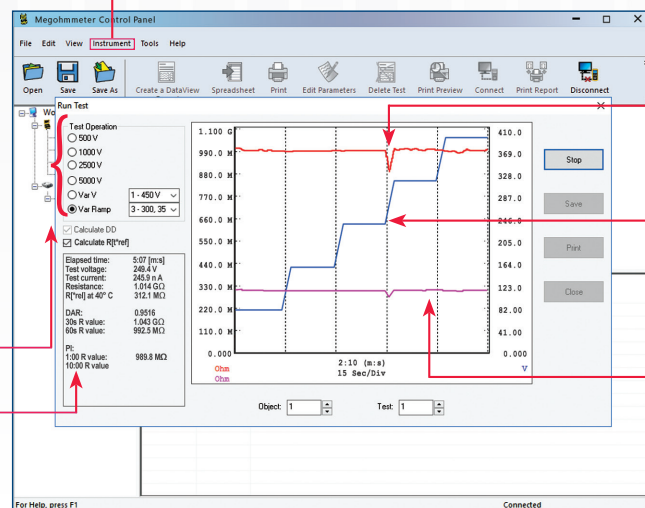 Megohmmeter Control Panel
File Edit View Instrument Tools Help
Open Save Save As Create a DataView Spreadsheet Print Edit Parameters Delete Test Print Preview Connect Print Report Disconnect
Wo
Run Test
Test Operation
500 V
1000 V
2500 V
5000 V
Var V 1 - 450 V
Var Ramp 3 - 300, 35
Calculate DD
Calculate R[t*ref]
Elapsed time: 5:07 [m:s]
Test voltage: 249.4 V
Test current: 245.9 n A
Resistance: 1.014 GΩ
R[*rel] at 40° C 312.1 MΩ
DAR: 0.9516
30s R value: 1.043 GΩ
60s R value: 992.5 MΩ
PI:
1:00 R value: 989.8 MΩ
10:00 R value
1.100 G 410.0
990.0 M 369.0
880.0 M 328.0
770.0 M 287.0
660.0 M 246.0
550.0 M 205.0
440.0 M 164.0
330.0 M 123.0
220.0 M 82.00
110.0 M 41.00
0.000 0.000
Ohm 2:10 (m:s) V
Ohm 15 Sec/Div
Stop
Save
Print
Close
Object: 1 Test: 1
For Help, press F1 Connected